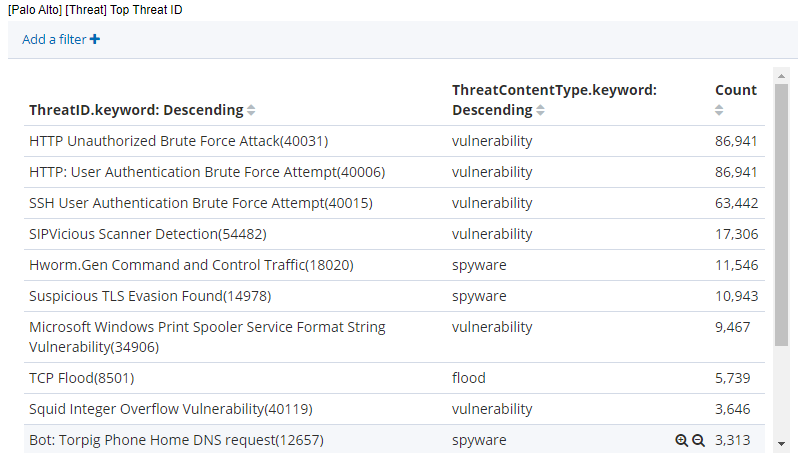 [Palo Alto] [Threat] Top Threat ID
Add a filter +
ThreatContentType.keyword: Count
ThreatID.keyword: Descending Descending
HTTP Unauthorized Brute Force Attack(40031) vulnerability 86,941
HTTP: User Authentication Brute Force Attempt(40006) vulnerability 86,941
SSH User Authentication Brute Force Attempt(40015) vulnerability 63,442
SIPVicious Scanner Detection(54482) vulnerability 17,306
Hworm.Gen Command and Control Traffic(18020) spyware 11,546
Suspicious TLS Evasion Found(14978) spyware 10,943
Microsoft Windows Print Spooler Service Format String vulnerability 9,467
Vulnerability(34906)
TCP Flood(8501) flood 5,739
Squid Integer Overflow Vulnerability(40119) vulnerability 3,646
Bot: Torpig Phone Home DNS request(12657) spyware 3,313